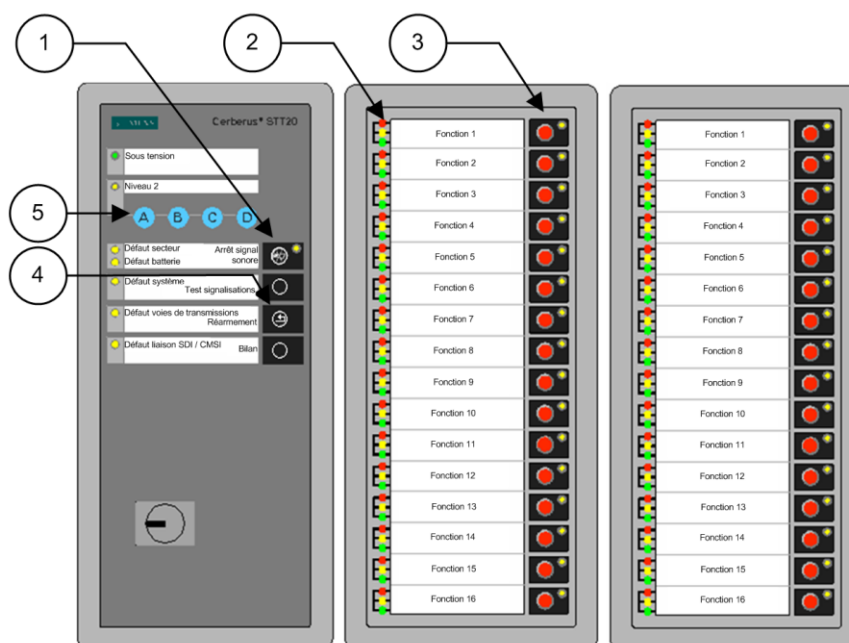 1
2
3
Cerberus® STT20
Sous tension
Niveau 2
5
A B C D
Défaut secteur
Arrêt signal
sonore
Défaut batterie
4
Défaut système
Test signalisations
Défaut voies de transmissions
Réarmement
Défaut liaison SDI / CMSI
Bilan
Fonction 1
Fonction 2
Fonction 3
Fonction 4
Fonction 5
Fonction 6
Fonction 7
Fonction 8
Fonction 9
Fonction 10
Fonction 11
Fonction 12
Fonction 13
Fonction 14
Fonction 15
Fonction 16
Fonction 1
Fonction 2
Fonction 3
Fonction 4
Fonction 5
Fonction 6
Fonction 7
Fonction 8
Fonction 9
Fonction 10
Fonction 11
Fonction 12
Fonction 13
Fonction 14
Fonction 15
Fonction 16